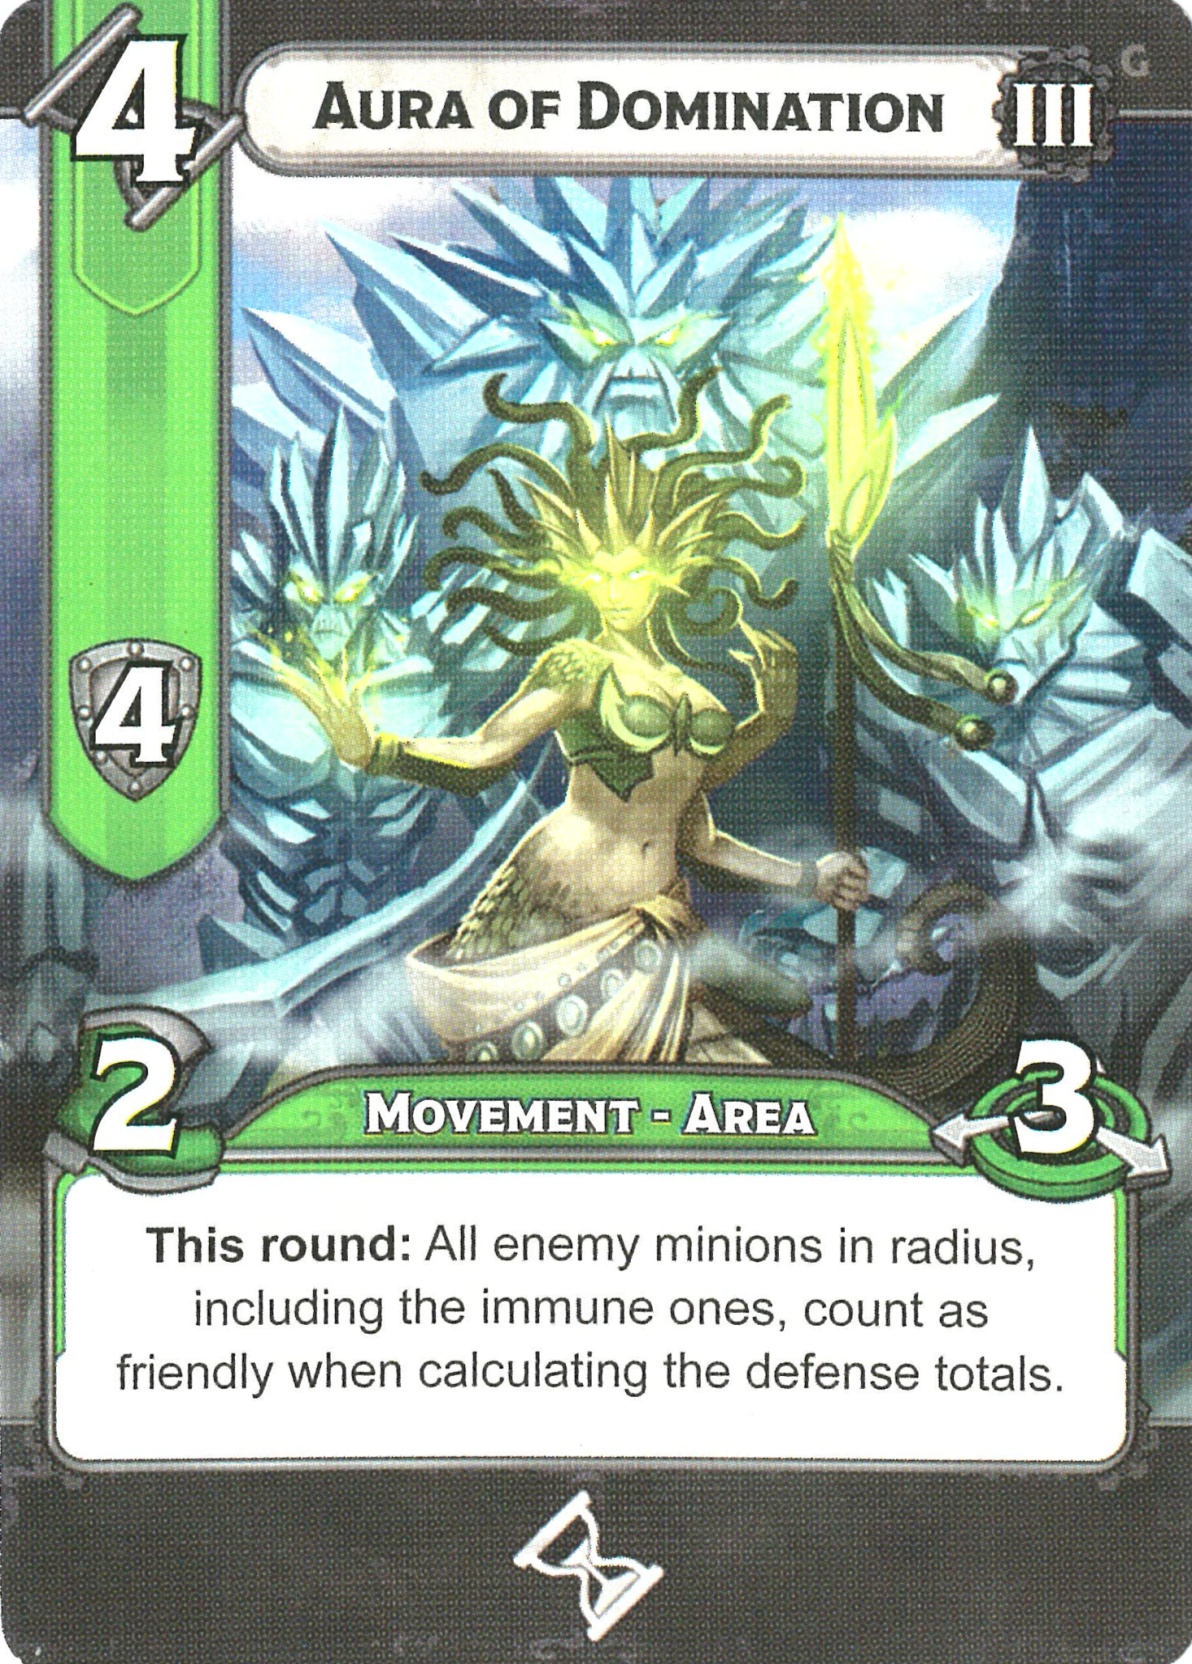 4
AURA OF DOMINATION
III
G
4
2
MOVEMENT - AREA
3
This round: All enemy minions in radius,
including the immune ones, count as
friendly when calculating the defense totals.